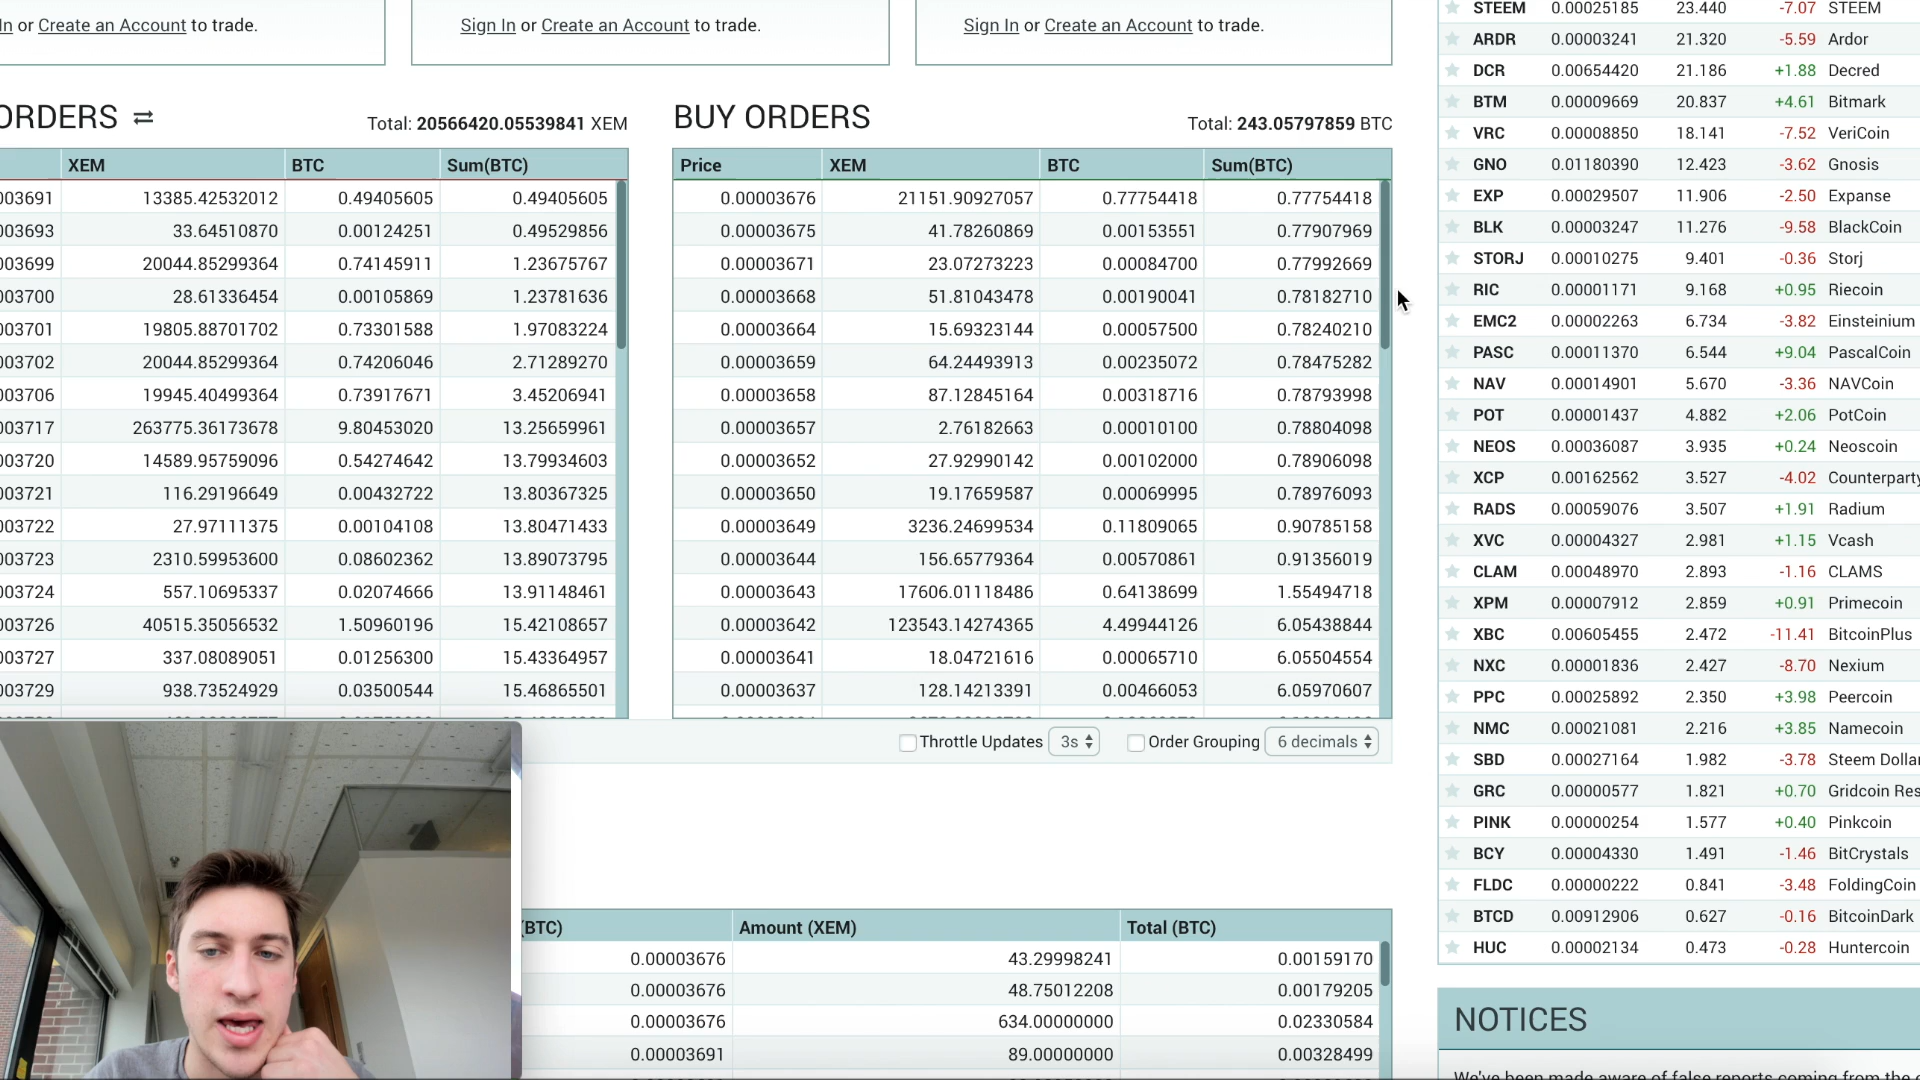 In or Create an Account to trade.
Sign In or Create an Account to trade.
Sign In or Create an Account to trade.
ORDERS
Total: 20566420.05539841 XEM
XEM BTC Sum(BTC)
003691 13385.42532012 0.49405605 0.49405605
003693 33.64510870 0.00124251 0.49529856
003699 20044.85299364 0.74145911 1.23675767
003700 28.61336454 0.00105869 1.23781636
003701 19805.88701702 0.73301588 1.97083224
003702 20044.85299364 0.74206046 2.71289270
003706 19945.40499364 0.73917671 3.45206941
003717 263775.36173678 9.80453020 13.25659961
003720 14589.95759096 0.54274642 13.79934603
003721 116.29196649 0.00432722 13.80367325
003722 27.97111375 0.00104108 13.80471433
003723 2310.59953600 0.08602362 13.89073795
003724 557.10695337 0.02074666 13.91148461
003726 40515.35056532 1.50960196 15.42108657
003727 337.08089051 0.01256300 15.43364957
003729 938.73524929 0.03500544 15.46865501
BUY ORDERS
Total: 243.05797859 BTC
Price XEM BTC Sum(BTC)
0.00003676 21151.90927057 0.77754418 0.77754418
0.00003675 41.78260869 0.00153551 0.77907969
0.00003671 23.07273223 0.00084700 0.77992669
0.00003668 51.81043478 0.00190041 0.78182710
0.00003664 15.69323144 0.00057500 0.78240210
0.00003659 64.24493913 0.00235072 0.78475282
0.00003658 87.12845164 0.00318716 0.78793998
0.00003657 2.76182663 0.00010100 0.78804098
0.00003652 27.92990142 0.00102000 0.78906098
0.00003650 19.17659587 0.00069995 0.78976093
0.00003649 3236.24699534 0.11809065 0.90785158
0.00003644 156.65779364 0.00570861 0.91356019
0.00003643 17606.01118486 0.64138699 1.55494718
0.00003642 123543.14274365 4.49944126 6.05438844
0.00003641 18.04721616 0.00065710 6.05504554
0.00003637 128.14213391 0.00466053 6.05970607
Throttle Updates 3s Order Grouping 6 decimals
(BTC) Amount (XEM) Total (BTC)
0.00003676 43.29998241 0.00159170
0.00003676 48.75012208 0.00179205
0.00003676 634.00000000 0.02330584
0.00003691 89.00000000 0.00328499
STEEM 0.00025185 23.440 -7.07 STEEM
ARDR 0.00003241 21.320 -5.59 Ardor
DCR 0.00654420 21.186 +1.88 Decred
BTM 0.00009669 20.837 +4.61 Bitmark
VRC 0.00008850 18.141 -7.52 VeriCoin
GNO 0.01180390 12.423 -3.62 Gnosis
EXP 0.00029507 11.906 -2.50 Expanse
BLK 0.00003247 11.276 -9.58 BlackCoin
STORJ 0.00010275 9.401 -0.36 Storj
RIC 0.00001171 9.168 +0.95 Riecoin
EMC2 0.00002263 6.734 -3.82 Einsteinium
PASC 0.00011370 6.544 +9.04 PascalCoin
NAV 0.00014901 5.670 -3.36 NAVCoin
POT 0.00001437 4.882 +2.06 PotCoin
NEOS 0.00036087 3.935 +0.24 Neoscoin
XCP 0.00162562 3.527 -4.02 Counterparty
RADS 0.00059076 3.507 +1.91 Radium
XVC 0.00004327 2.981 +1.15 Vcash
CLAM 0.00048970 2.893 -1.16 CLAMS
XPM 0.00007912 2.859 +0.91 Primecoin
XBC 0.00605455 2.472 -11.41 BitcoinPlus
NXC 0.00001836 2.427 -8.70 Nexium
PPC 0.00025892 2.350 +3.98 Peercoin
NMC 0.00021081 2.216 +3.85 Namecoin
SBD 0.00027164 1.982 -3.78 Steem Dollar
GRC 0.00000577 1.821 +0.70 Gridcoin Res
PINK 0.00000254 1.577 +0.40 Pinkcoin
BCY 0.00004330 1.491 -1.46 BitCrystals
FLDC 0.00000222 0.841 -3.48 FoldingCoin
BTCD 0.00912906 0.627 -0.16 BitcoinDark
HUC 0.00002134 0.473 -0.28 Huntercoin
NOTICES
We've been made aware of false reports coming from the